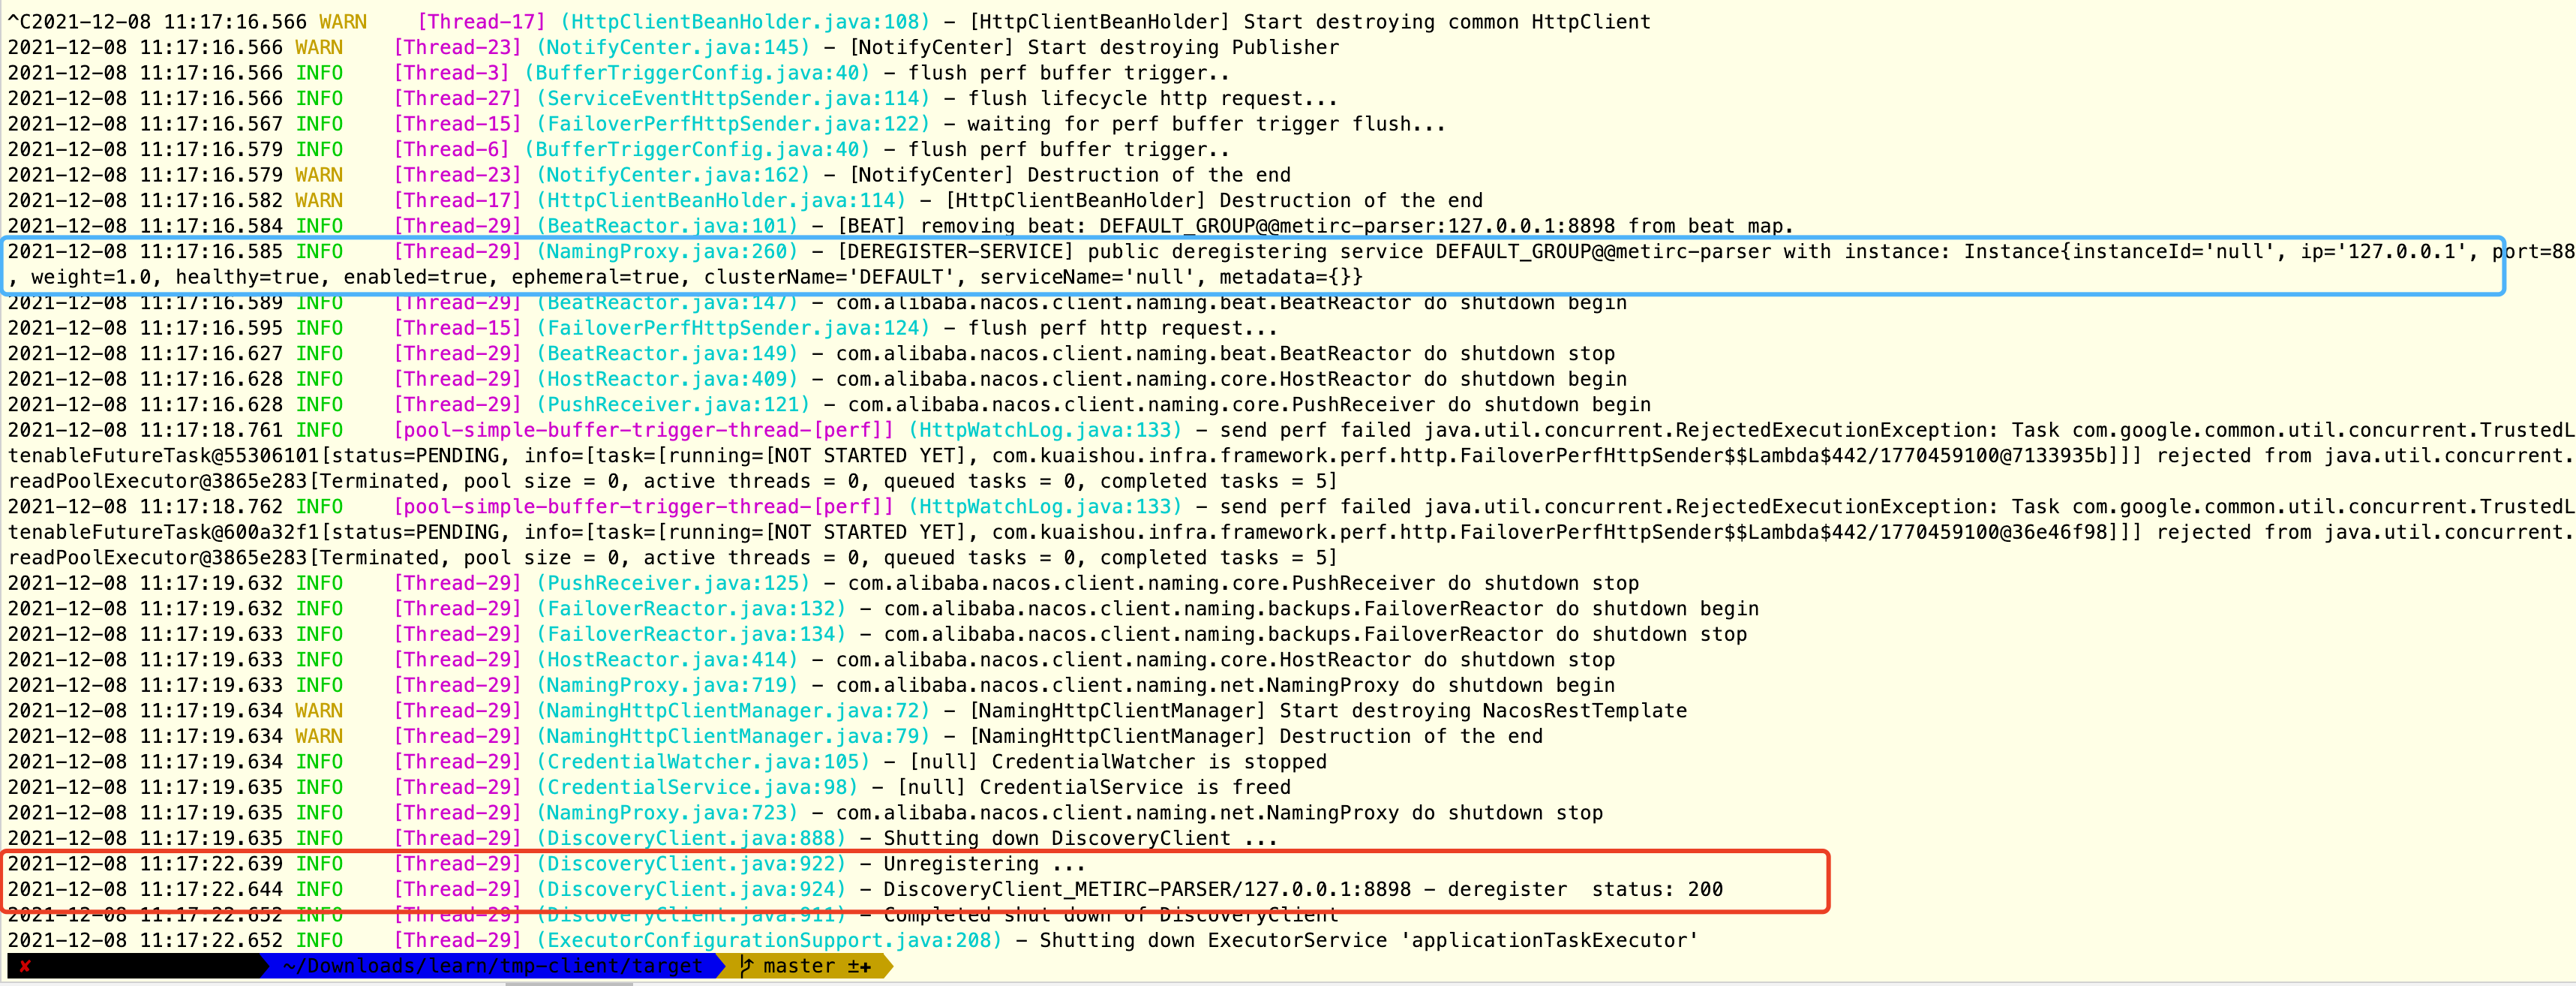 ^C2021-12-08 11:17:16.566 WARN [Thread-17] (HttpClientBeanHolder.java:108) – [HttpClientBeanHolder] Start destroying common HttpClient
2021-12-08 11:17:16.566 WARN [Thread-23] (NotifyCenter.java:145) – [NotifyCenter] Start destroying Publisher
2021-12-08 11:17:16.566 INFO [Thread-3] (BufferTriggerConfig.java:40) – flush perf buffer trigger..
2021-12-08 11:17:16.566 INFO [Thread-27] (ServiceEventHttpSender.java:114) – flush lifecycle http request...
2021-12-08 11:17:16.567 INFO [Thread-15] (FailoverPerfHttpSender.java:122) – waiting for perf buffer trigger flush...
2021-12-08 11:17:16.579 INFO [Thread-6] (BufferTriggerConfig.java:40) – flush perf buffer trigger..
2021-12-08 11:17:16.579 WARN [Thread-23] (NotifyCenter.java:162) – [NotifyCenter] Destruction of the end
2021-12-08 11:17:16.582 WARN [Thread-17] (HttpClientBeanHolder.java:114) – [HttpClientBeanHolder] Destruction of the end
2021-12-08 11:17:16.584 INFO [Thread-29] (BeatReactor.java:101) – [BEAT] removing beat: DEFAULT_GROUP@@metirc-parser:127.0.0.1:8898 from beat map.
2021-12-08 11:17:16.585 INFO [Thread-29] (NamingProxy.java:260) – [DEREGISTER-SERVICE] public deregistering service DEFAULT_GROUP@@metirc-parser with instance: Instance{instanceId='null', ip='127.0.0.1', port=88
, weight=1.0, healthy=true, enabled=true, ephemeral=true, clusterName='DEFAULT', serviceName='null', metadata={}}
2021-12-08 11:17:16.589 INFO [Thread-29] (BeatReactor.java:147) – com.alibaba.nacos.client.naming.beat.BeatReactor do shutdown begin
2021-12-08 11:17:16.595 INFO [Thread-15] (FailoverPerfHttpSender.java:124) – flush perf http request...
2021-12-08 11:17:16.627 INFO [Thread-29] (BeatReactor.java:149) – com.alibaba.nacos.client.naming.beat.BeatReactor do shutdown stop
2021-12-08 11:17:16.628 INFO [Thread-29] (HostReactor.java:409) – com.alibaba.nacos.client.naming.core.HostReactor do shutdown begin
2021-12-08 11:17:16.628 INFO [Thread-29] (PushReceiver.java:121) – com.alibaba.nacos.client.naming.core.PushReceiver do shutdown begin
2021-12-08 11:17:18.761 INFO [pool-simple-buffer-trigger-thread-[perf]] (HttpWatchLog.java:133) – send perf failed java.util.concurrent.RejectedExecutionException: Task com.google.common.util.concurrent.TrustedL
tenableFutureTask@55306101[status=PENDING, info=[task=[running=[NOT STARTED YET], com.kuaishou.infra.framework.perf.http.FailoverPerfHttpSender$$Lambda$442/1770459100@7133935b]]] rejected from java.util.concurrent.
readPoolExecutor@3865e283[Terminated, pool size = 0, active threads = 0, queued tasks = 0, completed tasks = 5]
2021-12-08 11:17:18.762 INFO [pool-simple-buffer-trigger-thread-[perf]] (HttpWatchLog.java:133) – send perf failed java.util.concurrent.RejectedExecutionException: Task com.google.common.util.concurrent.TrustedL
tenableFutureTask@600a32f1[status=PENDING, info=[task=[running=[NOT STARTED YET], com.kuaishou.infra.framework.perf.http.FailoverPerfHttpSender$$Lambda$442/1770459100@36e46f98]]] rejected from java.util.concurrent.
readPoolExecutor@3865e283[Terminated, pool size = 0, active threads = 0, queued tasks = 0, completed tasks = 5]
2021-12-08 11:17:19.632 INFO [Thread-29] (PushReceiver.java:125) – com.alibaba.nacos.client.naming.core.PushReceiver do shutdown stop
2021-12-08 11:17:19.632 INFO [Thread-29] (FailoverReactor.java:132) – com.alibaba.nacos.client.naming.backups.FailoverReactor do shutdown begin
2021-12-08 11:17:19.633 INFO [Thread-29] (FailoverReactor.java:134) – com.alibaba.nacos.client.naming.backups.FailoverReactor do shutdown stop
2021-12-08 11:17:19.633 INFO [Thread-29] (HostReactor.java:414) – com.alibaba.nacos.client.naming.core.HostReactor do shutdown stop
2021-12-08 11:17:19.633 INFO [Thread-29] (NamingProxy.java:719) – com.alibaba.nacos.client.naming.net.NamingProxy do shutdown begin
2021-12-08 11:17:19.634 WARN [Thread-29] (NamingHttpClientManager.java:72) – [NamingHttpClientManager] Start destroying NacosRestTemplate
2021-12-08 11:17:19.634 WARN [Thread-29] (NamingHttpClientManager.java:79) – [NamingHttpClientManager] Destruction of the end
2021-12-08 11:17:19.634 INFO [Thread-29] (CredentialWatcher.java:105) – [null] CredentialWatcher is stopped
2021-12-08 11:17:19.635 INFO [Thread-29] (CredentialService.java:98) – [null] CredentialService is freed
2021-12-08 11:17:19.635 INFO [Thread-29] (NamingProxy.java:723) – com.alibaba.nacos.client.naming.net.NamingProxy do shutdown stop
2021-12-08 11:17:19.635 INFO [Thread-29] (DiscoveryClient.java:888) – Shutting down DiscoveryClient ...
2021-12-08 11:17:22.639 INFO [Thread-29] (DiscoveryClient.java:922) – Unregistering ...
2021-12-08 11:17:22.644 INFO [Thread-29] (DiscoveryClient.java:924) – DiscoveryClient_METIRC-PARSER/127.0.0.1:8898 – deregister  status: 200
2021-12-08 11:17:22.652 INFO [Thread-29] (DiscoveryClient.java:911) – Completed shut down of DiscoveryClient
2021-12-08 11:17:22.652 INFO [Thread-29] (ExecutorConfigurationSupport.java:208) – Shutting down ExecutorService 'applicationTaskExecutor'
✘ ~/Downloads/learn/tmp-client/target master ±✚